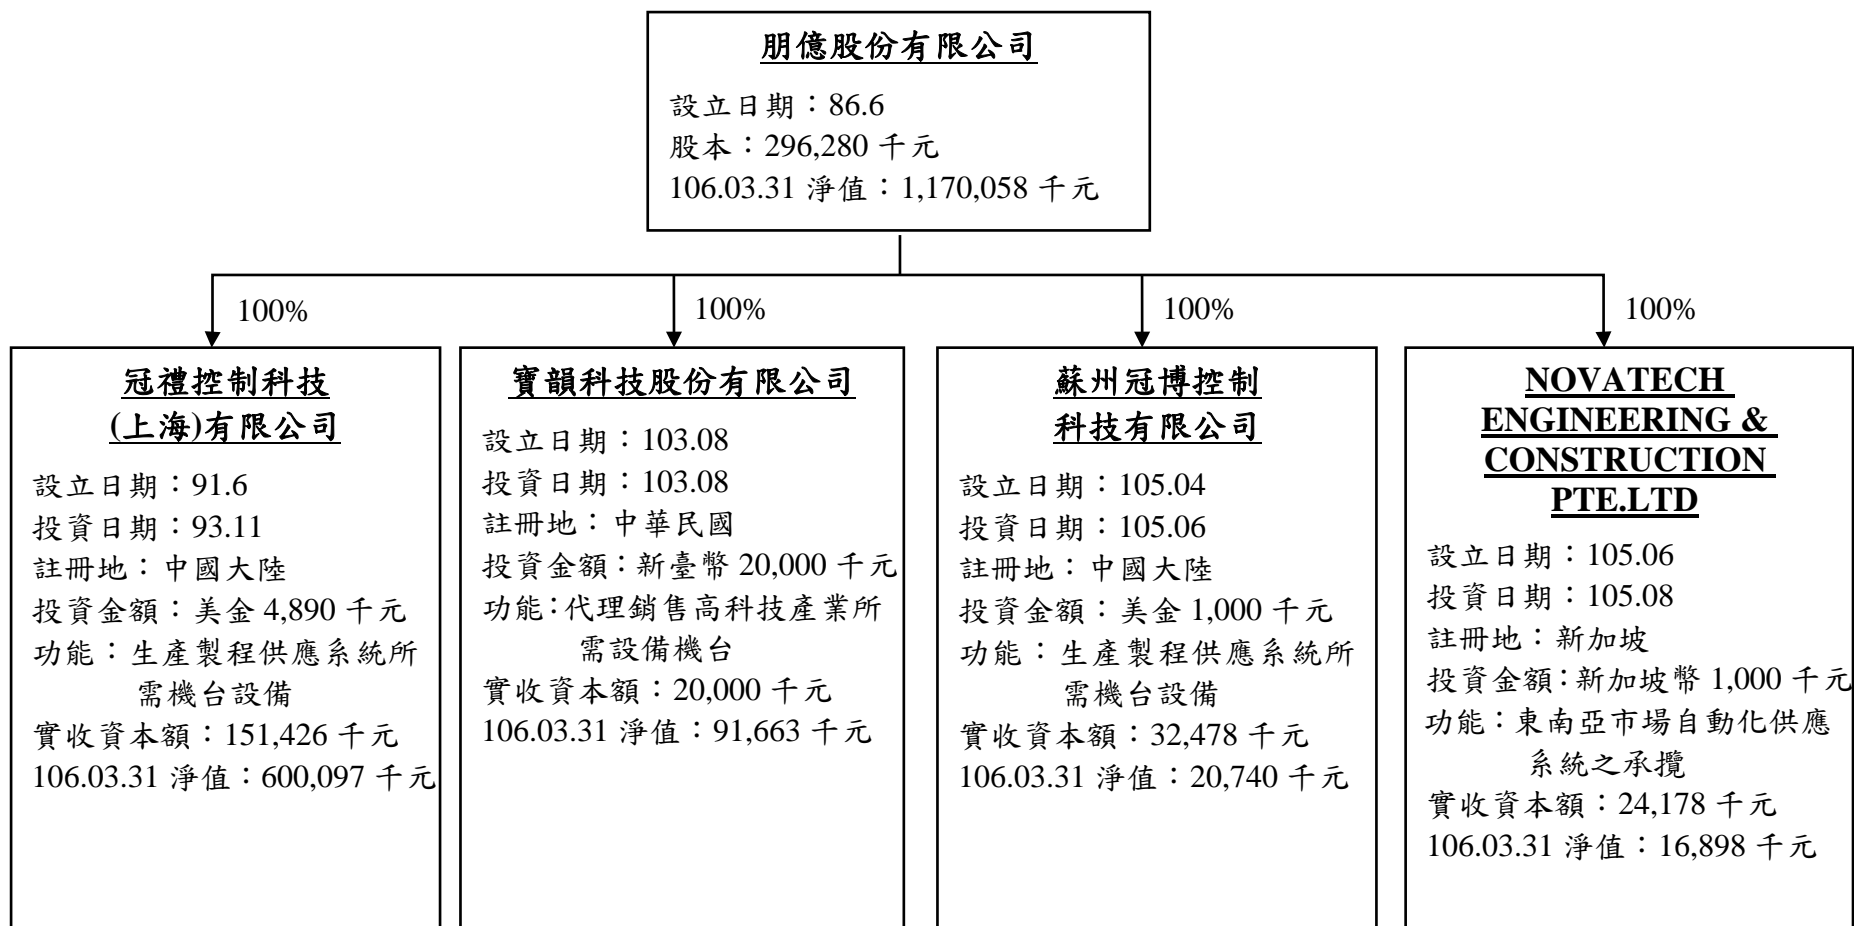 朋億股份有限公司
設立日期：86.6
股本：296,280 千元
106.03.31 淨值：1,170,058 千元
100%
100%
100%
100%
冠禮控制科技
(上海)有限公司
設立日期：91.6
投資日期：93.11
註冊地：中國大陸
投資金額：美金 4,890 千元
功能：生產製程供應系統所
需機台設備
實收資本額：151,426 千元
106.03.31 淨值：600,097 千元
寶韻科技股份有限公司
設立日期：103.08
投資日期：103.08
註冊地：中華民國
投資金額：新臺幣 20,000 千元
功能：代理銷售高科技產業所
需設備機台
實收資本額：20,000 千元
106.03.31 淨值：91,663 千元
蘇州冠博控制
科技有限公司
設立日期：105.04
投資日期：105.06
註冊地：中國大陸
投資金額：美金 1,000 千元
功能：生產製程供應系統所
需機台設備
實收資本額：32,478 千元
106.03.31 淨值：20,740 千元
NOVATECH
ENGINEERING &
CONSTRUCTION
PTE.LTD
設立日期：105.06
投資日期：105.08
註冊地：新加坡
投資金額：新加坡幣 1,000 千元
功能：東南亞市場自動化供應
系統之承攬
實收資本額：24,178 千元
106.03.31 淨值：16,898 千元